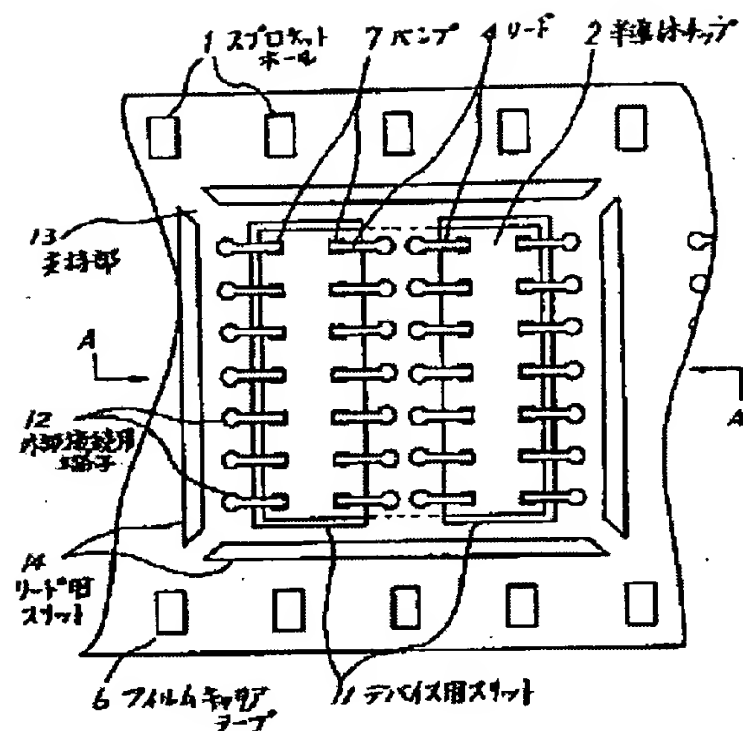 1 スプロケット
ホール
7 バンプ
4 リード
2 半導体チップ
13
支持部
A
A
12
外部接続用
端子
14
リード用
スリット
6 フィルムキャリア
テープ
11 デバイス用スリット